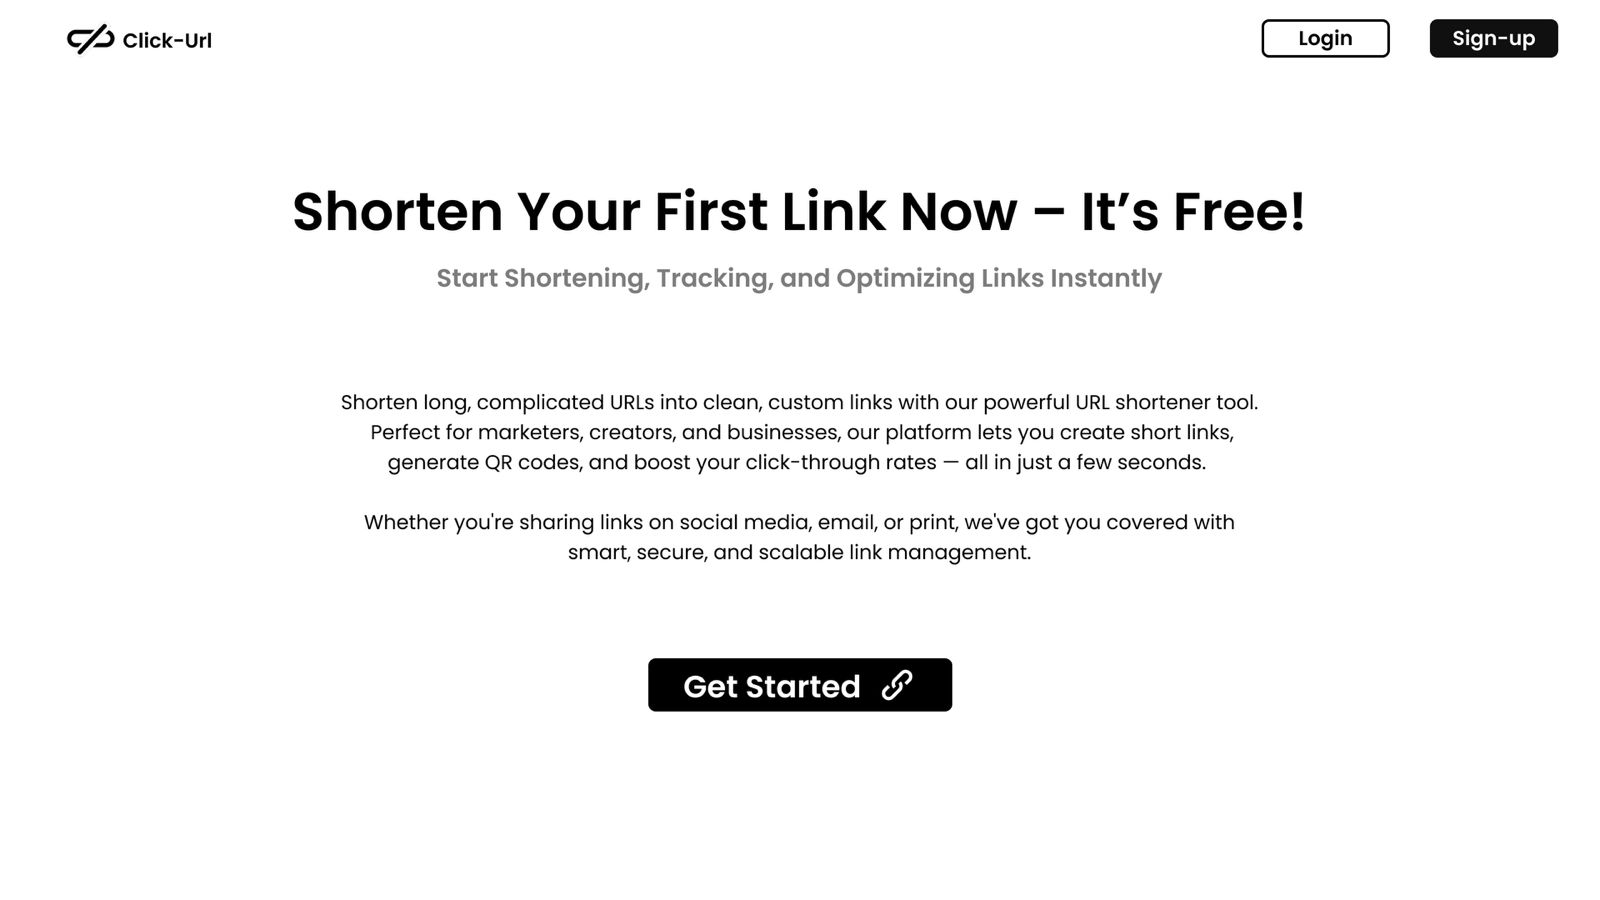 Click-Url
Login
Sign-up
Shorten Your First Link Now – It’s Free!
Start Shortening, Tracking, and Optimizing Links Instantly
Shorten long, complicated URLs into clean, custom links with our powerful URL shortener tool.
Perfect for marketers, creators, and businesses, our platform lets you create short links,
generate QR codes, and boost your click-through rates — all in just a few seconds.
Whether you're sharing links on social media, email, or print, we've got you covered with
smart, secure, and scalable link management.
Get Started